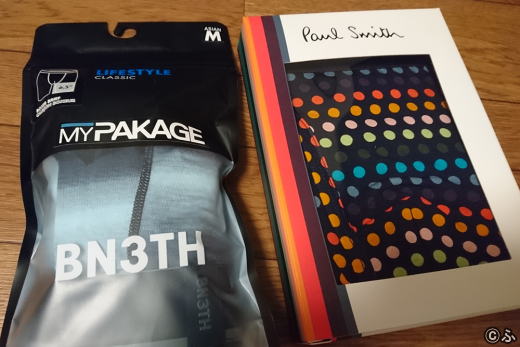 ASIAN
M
LIFESTYLE
CLASSIC
MYPAKAGE
BN3TH
BN3TH
Paul Smith
©ふ